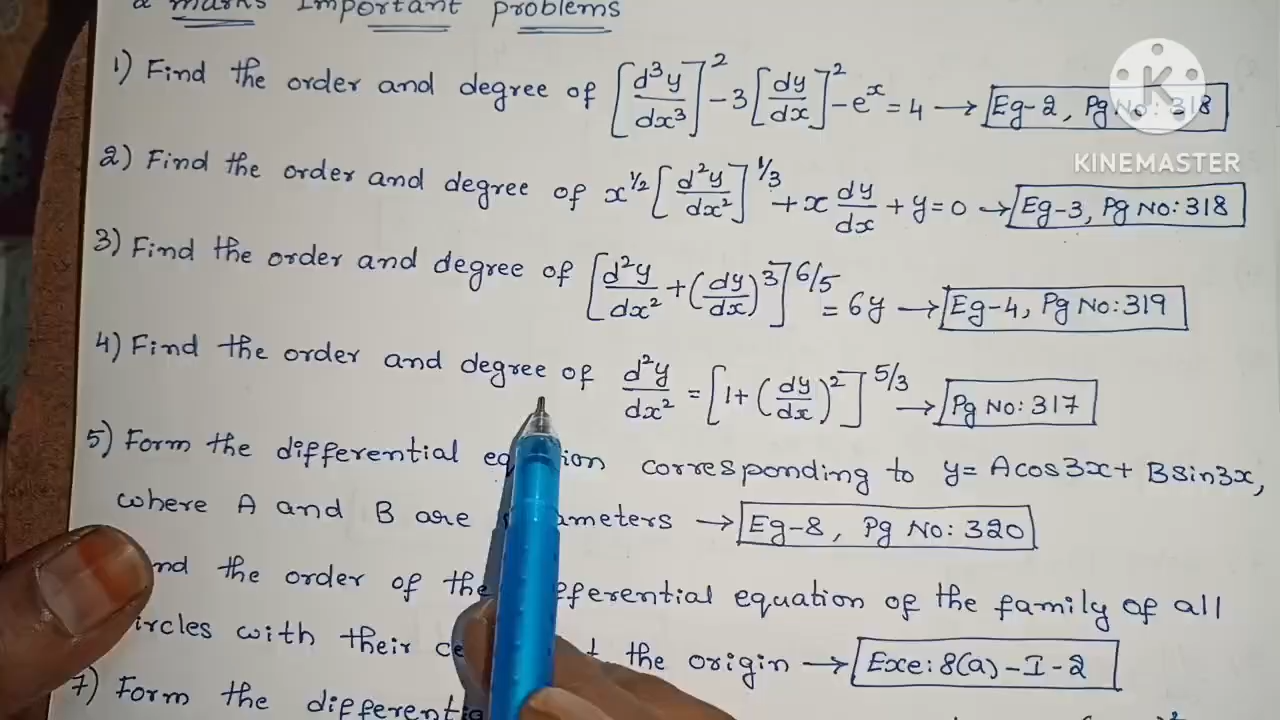 2 marks Important Problems
1) Find the order and degree of [d³y/dx³]² - 3[dy/dx]² - eˣ = 4 → Eg-2, Pg No: 318
KINEMASTER
2) Find the order and degree of x^1/2 [d²y/dx²]^1/3 + x dy/dx + y = 0 → Eg-3, Pg No: 318
3) Find the order and degree of [d²y/dx² + (dy/dx)³]^6/5 = 6y → Eg-4, Pg No: 319
4) Find the order and degree of d²y/dx² = [1+ (dy/dx)²]^5/3 → Pg No: 317
5) Form the differential corresponding to y= Acos3x+ Bsin3x,
where A and B are → Eg-8, Pg No: 320
the order of the equation of the family of all
with their the origin → Exe: 8(a)-I-2
7) Form the